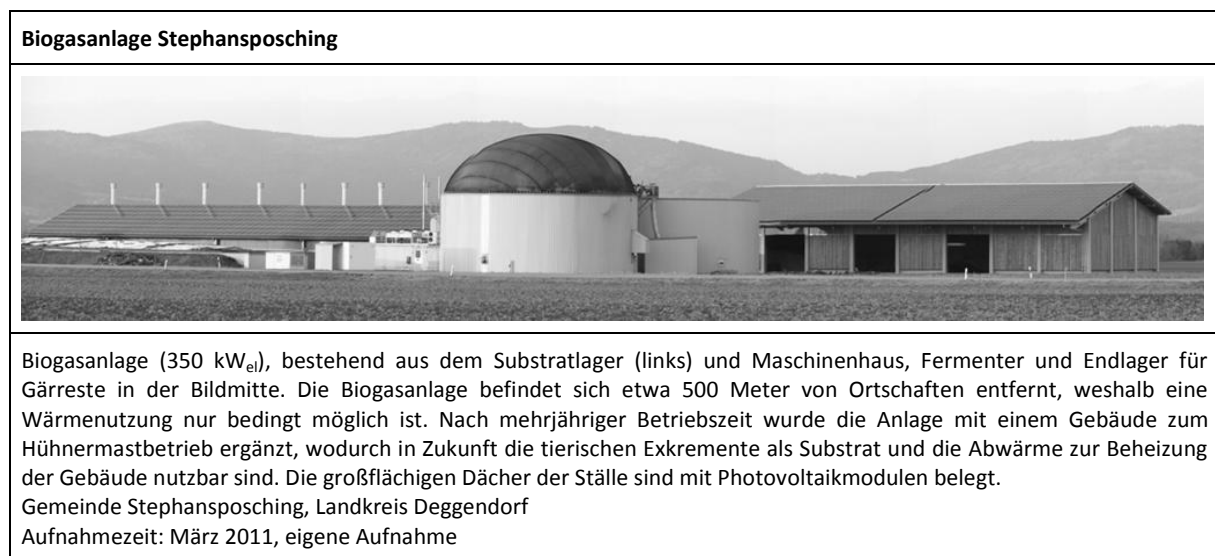 Biogasanlage Stephansposching
Biogasanlage (350 kWel), bestehend aus dem Substratlager (links) und Maschinenhaus, Fermenter und Endlager für
Gärreste in der Bildmitte. Die Biogasanlage befindet sich etwa 500 Meter von Ortschaften entfernt, weshalb eine
Wärmenutzung nur bedingt möglich ist. Nach mehrjähriger Betriebszeit wurde die Anlage mit einem Gebäude zum
Hühnermastbetrieb ergänzt, wodurch in Zukunft die tierischen Exkremente als Substrat und die Abwärme zur Beheizung
der Gebäude nutzbar sind. Die großflächigen Dächer der Ställe sind mit Photovoltaikmodulen belegt.
Gemeinde Stephansposching, Landkreis Deggendorf
Aufnahmezeit: März 2011, eigene Aufnahme